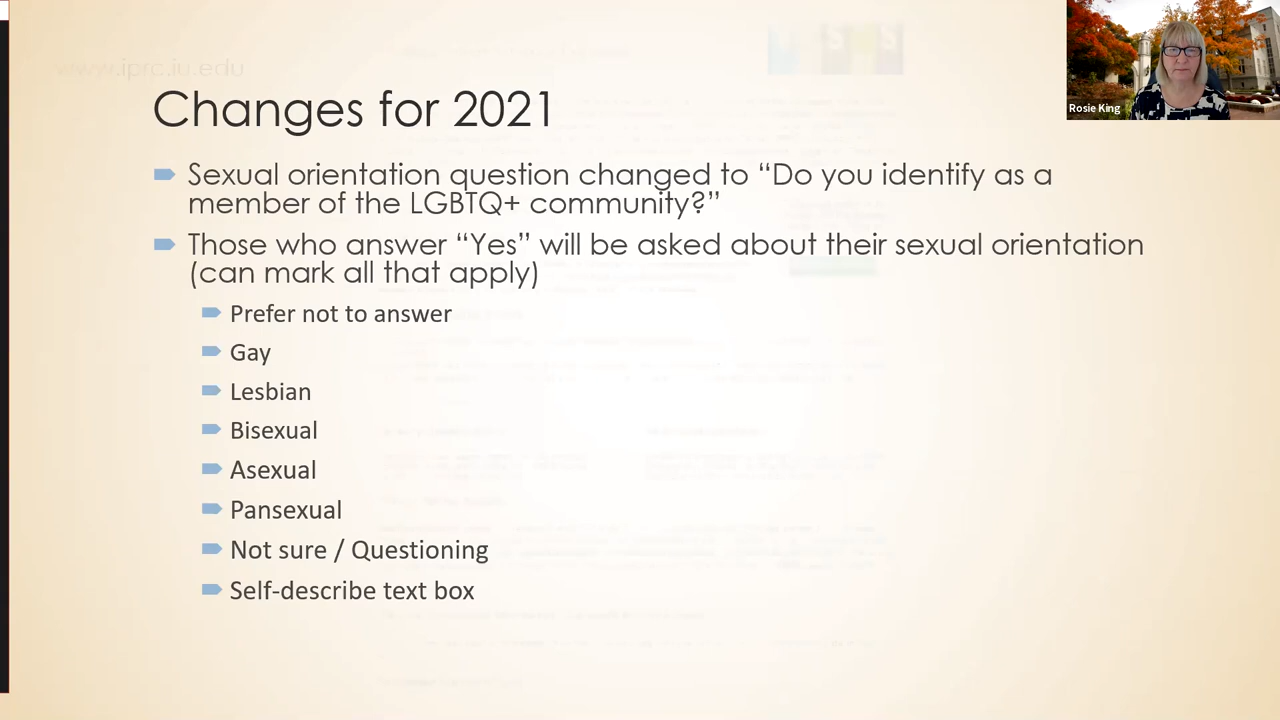 www.iprc.iu.edu
Changes for 2021
Sexual orientation question changed to “Do you identify as a
member of the LGBTQ+ community?”
Those who answer “Yes” will be asked about their sexual orientation
(can mark all that apply)
Prefer not to answer
Gay
Lesbian
Bisexual
Asexual
Pansexual
Not sure / Questioning
Self-describe text box
Rosie King